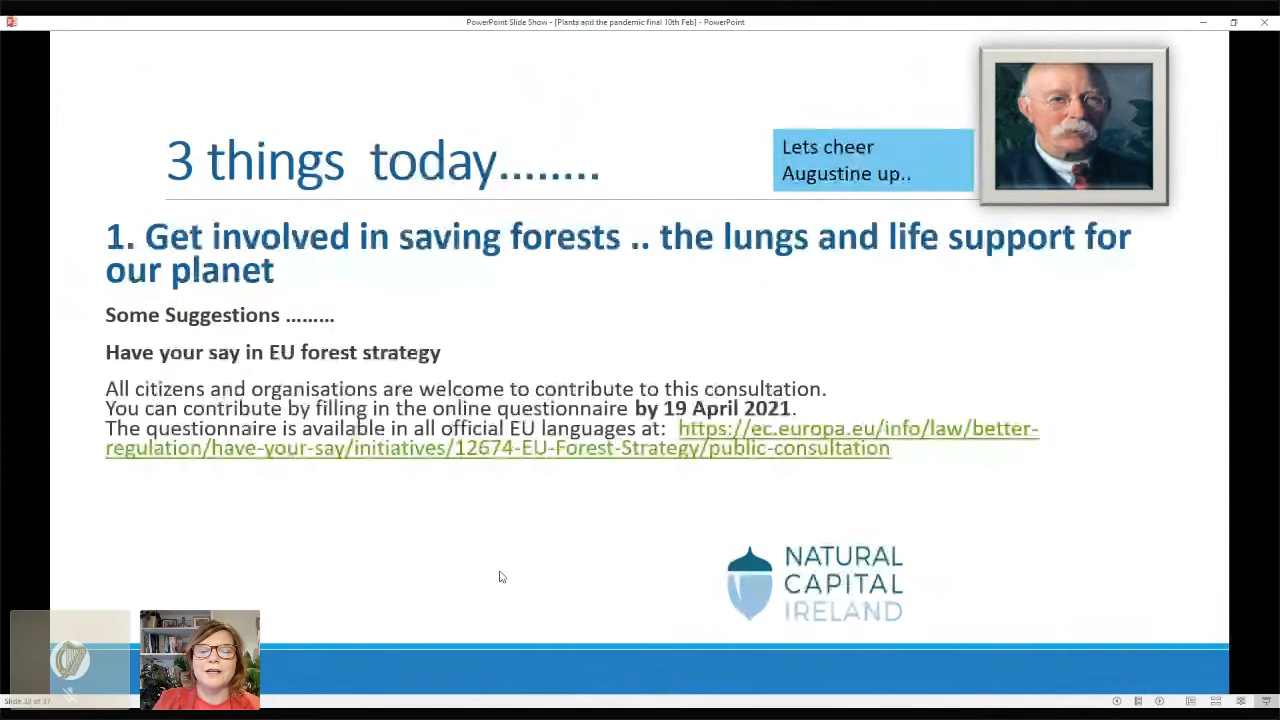 PowerPoint Slide Show - [Plants and the pandemic final 10th Feb] - PowerPoint
3 things today........
Lets cheer
Augustine up..
1. Get involved in saving forests .. the lungs and life support for
our planet
Some Suggestions .........
Have your say in EU forest strategy
All citizens and organisations are welcome to contribute to this consultation.
You can contribute by filling in the online questionnaire by 19 April 2021.
The questionnaire is available in all official EU languages at: https://ec.europa.eu/info/law/better-
regulation/have-your-say/initiatives/12674-EU-Forest-Strategy/public-consultation
NATURAL
CAPITAL
IRELAND
Slide 33 of 37